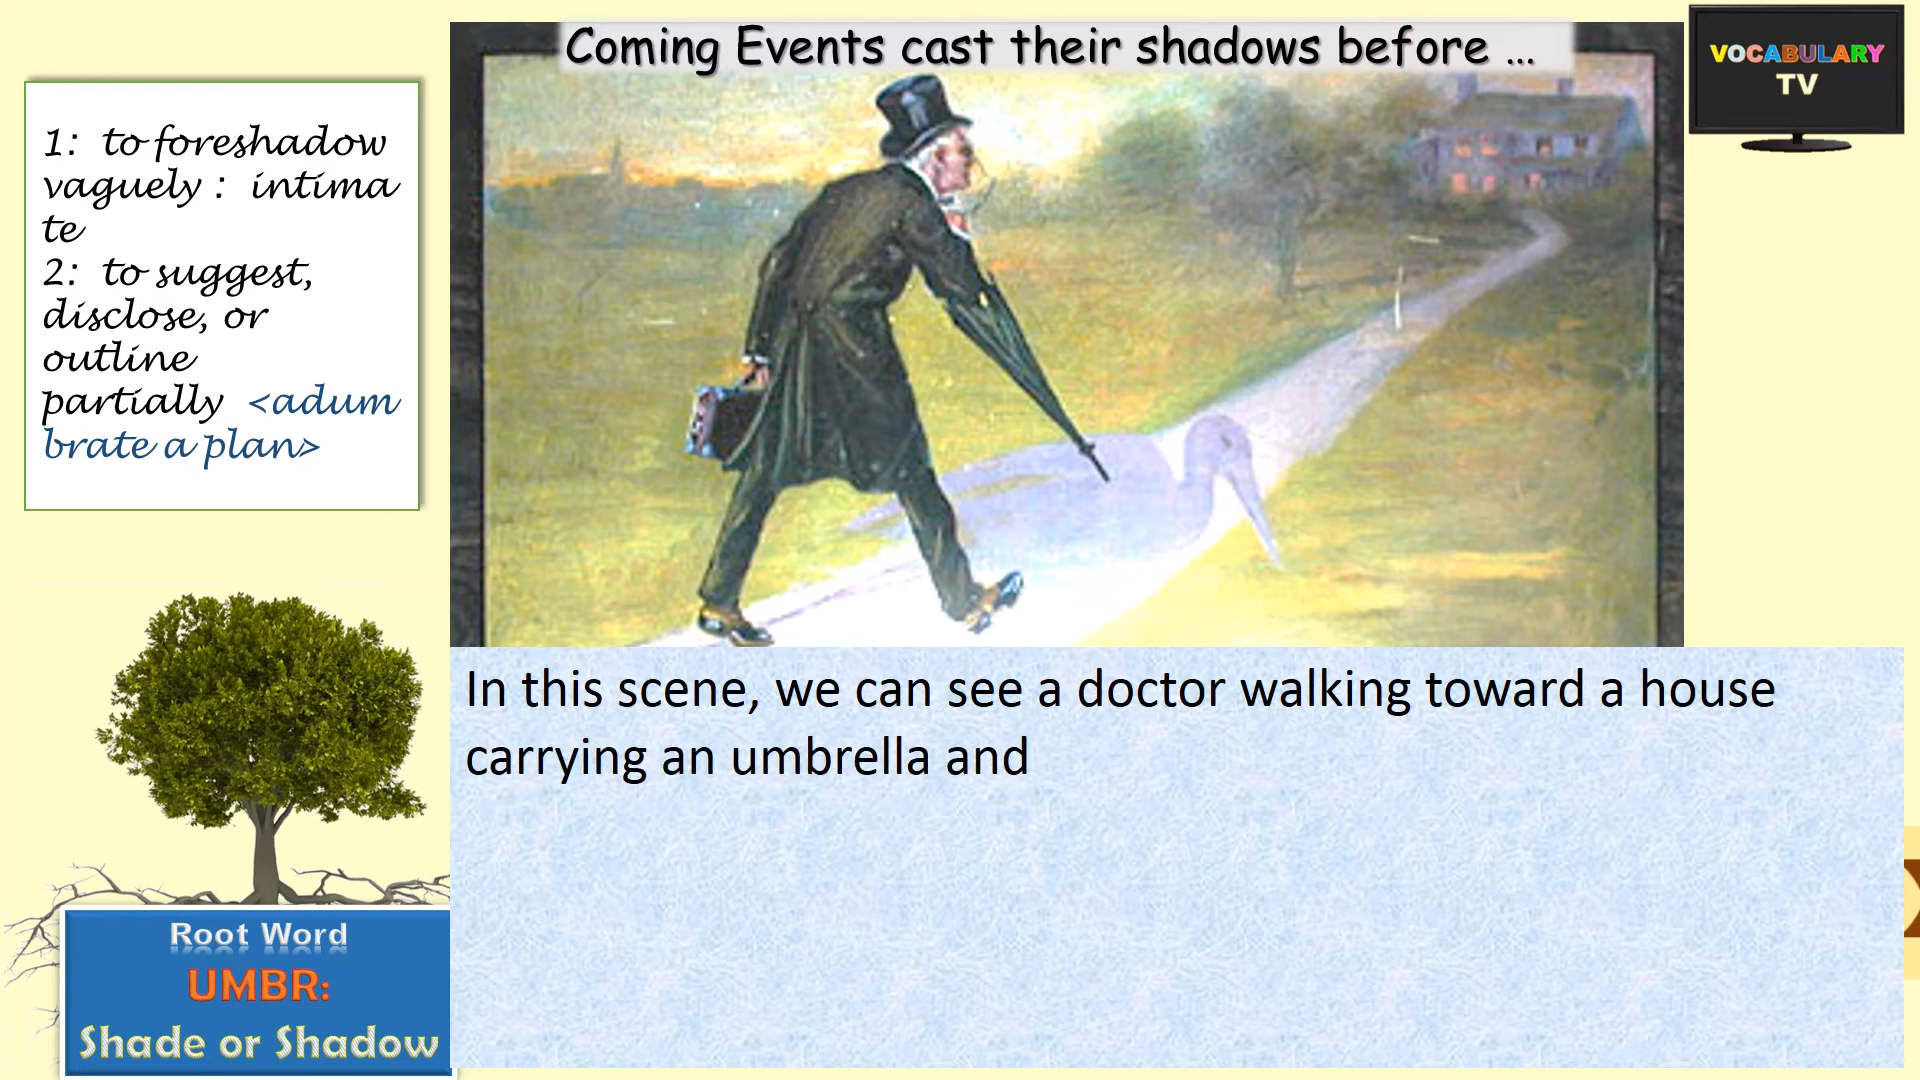 Coming Events cast their shadows before ...
VOCABULARY
TV
1: to foreshadow
vaguely : intima
te
2: to suggest,
disclose, or
outline
partially <adum
brate a plan>
In this scene, we can see a doctor walking toward a house
carrying an umbrella and
Root Word
UMBR:
Shade or Shadow